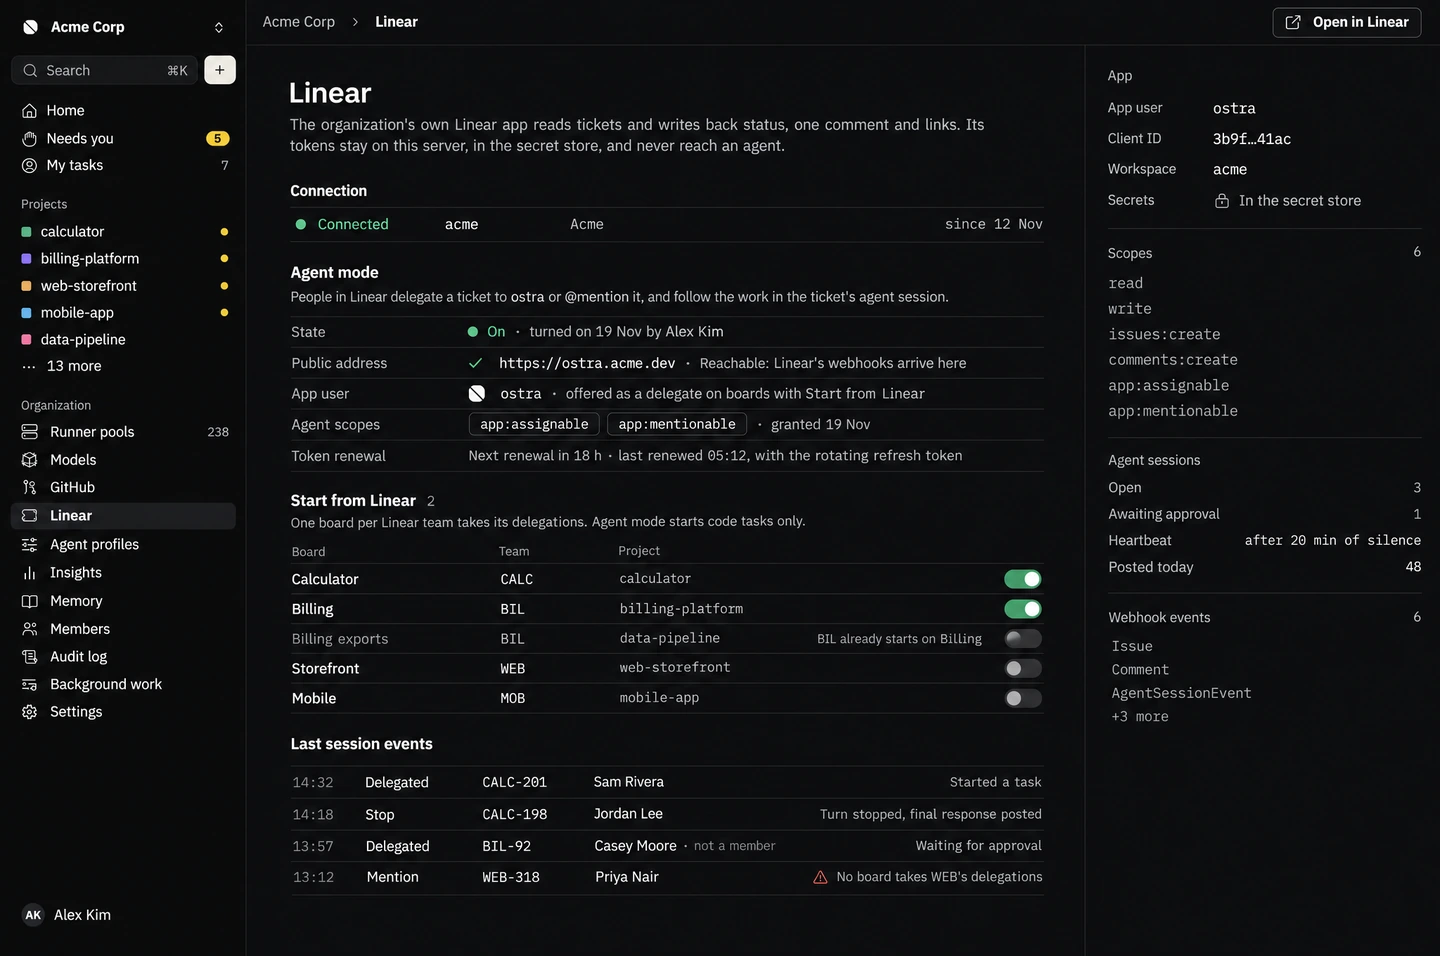 Acme Corp
Search ⌘K +
Home
Needs you 5
My tasks 7
Projects
calculator
billing-platform
web-storefront
mobile-app
data-pipeline
··· 13 more
Organization
Runner pools 238
Models
GitHub
Linear
Agent profiles
Insights
Memory
Members
Audit log
Background work
Settings
AK Alex Kim
Acme Corp > Linear
Open in Linear
Linear
The organization's own Linear app reads tickets and writes back status, one comment and links. Its
tokens stay on this server, in the secret store, and never reach an agent.
Connection
Connected acme Acme since 12 Nov
Agent mode
People in Linear delegate a ticket to ostra or @mention it, and follow the work in the ticket's agent session.
State On · turned on 19 Nov by Alex Kim
Public address https://ostra.acme.dev · Reachable: Linear's webhooks arrive here
App user ostra · offered as a delegate on boards with Start from Linear
Agent scopes app:assignable app:mentionable · granted 19 Nov
Token renewal Next renewal in 18 h · last renewed 05:12, with the rotating refresh token
Start from Linear 2
One board per Linear team takes its delegations. Agent mode starts code tasks only.
Board Team Project
Calculator CALC calculator
Billing BIL billing-platform
Billing exports BIL data-pipeline BIL already starts on Billing
Storefront WEB web-storefront
Mobile MOB mobile-app
Last session events
14:32 Delegated CALC-201 Sam Rivera Started a task
14:18 Stop CALC-198 Jordan Lee Turn stopped, final response posted
13:57 Delegated BIL-92 Casey Moore · not a member Waiting for approval
13:12 Mention WEB-318 Priya Nair No board takes WEB's delegations
App
App user ostra
Client ID 3b9f…41ac
Workspace acme
Secrets In the secret store
Scopes 6
read
write
issues:create
comments:create
app:assignable
app:mentionable
Agent sessions
Open 3
Awaiting approval 1
Heartbeat after 20 min of silence
Posted today 48
Webhook events 6
Issue
Comment
AgentSessionEvent
+3 more